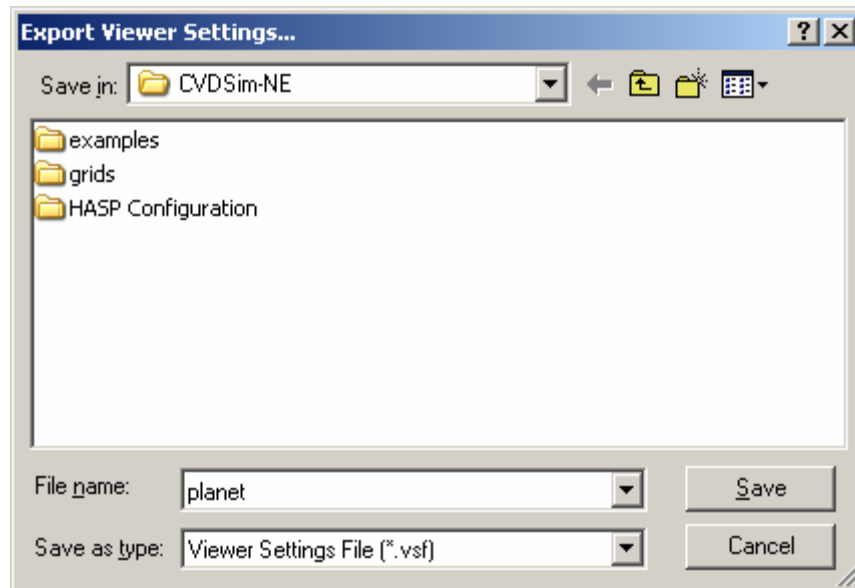 Export Viewer Settings...
Save in: CVDSim-NE
examples
grids
HASP Configuration
File name: planet Save
Save as type: Viewer Settings File (*.vsf) Cancel